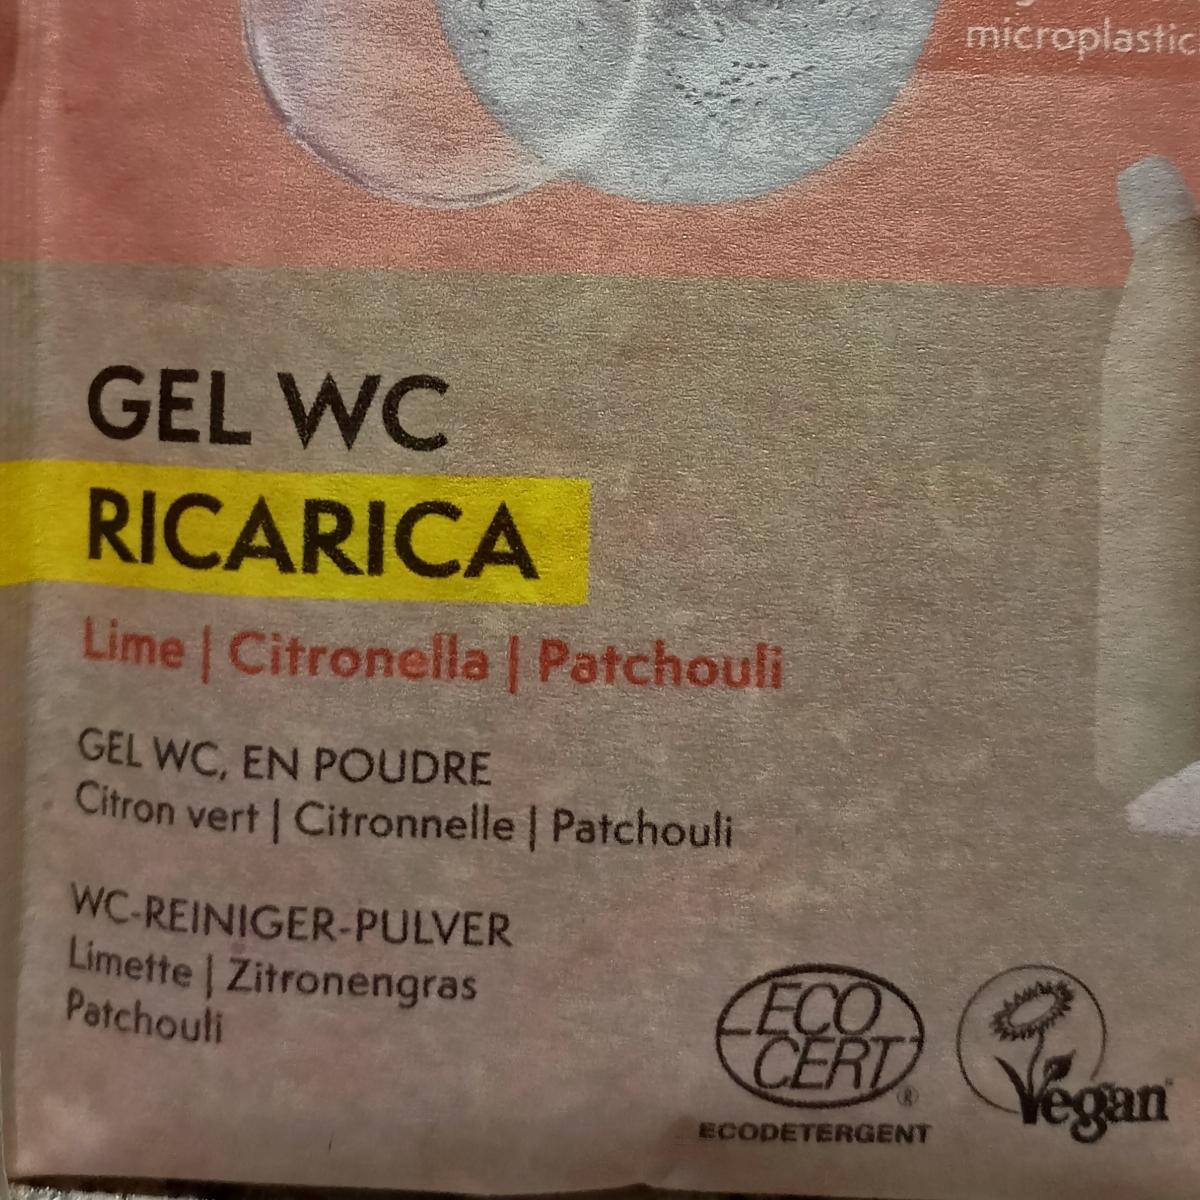 microplastic
GEL WC
RICARICA
Lime | Citronella | Patchouli
GEL WC, EN POUDRE
Citron vert | Citronnelle | Patchouli
WC-REINIGER-PULVER
Limette | Zitronengras
Patchouli
ECO
CERT®
ECODETERGENT
Vegan